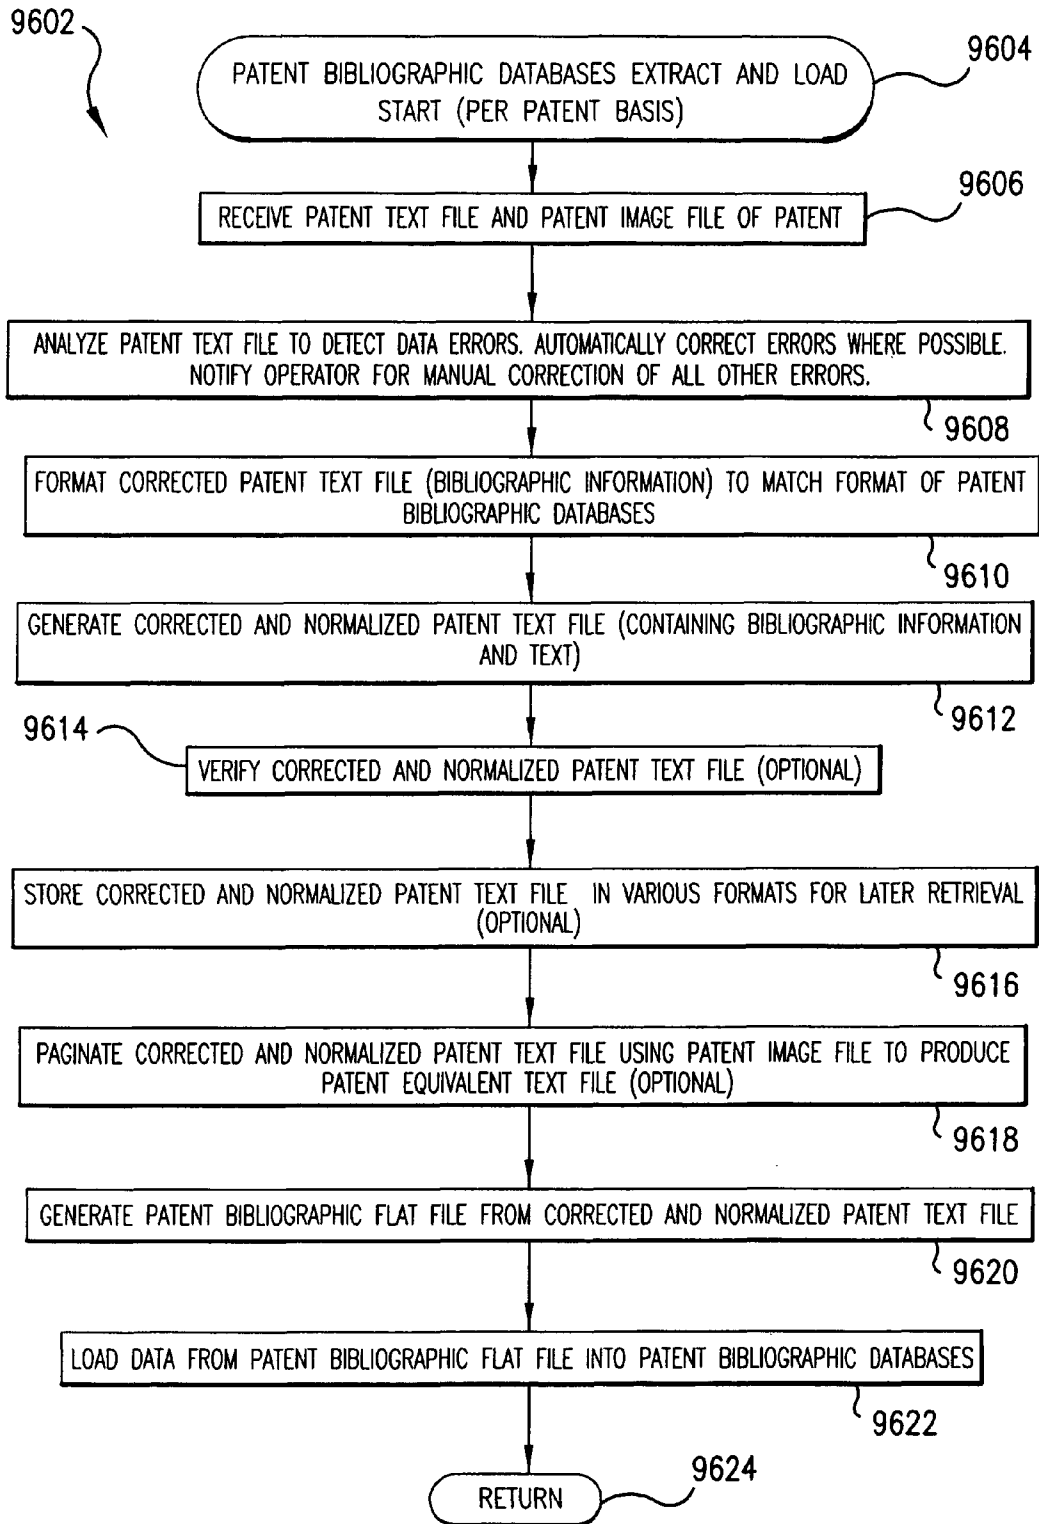 9602
9604
PATENT BIBLIOGRAPHIC DATABASES EXTRACT AND LOAD
START (PER PATENT BASIS)
9606
RECEIVE PATENT TEXT FILE AND PATENT IMAGE FILE OF PATENT
ANALYZE PATENT TEXT FILE TO DETECT DATA ERRORS. AUTOMATICALLY CORRECT ERRORS WHERE POSSIBLE.
NOTIFY OPERATOR FOR MANUAL CORRECTION OF ALL OTHER ERRORS.
9608
FORMAT CORRECTED PATENT TEXT FILE (BIBLIOGRAPHIC INFORMATION) TO MATCH FORMAT OF PATENT
BIBLIOGRAPHIC DATABASES
9610
GENERATE CORRECTED AND NORMALIZED PATENT TEXT FILE (CONTAINING BIBLIOGRAPHIC INFORMATION
AND TEXT)
9612
9614
VERIFY CORRECTED AND NORMALIZED PATENT TEXT FILE (OPTIONAL)
STORE CORRECTED AND NORMALIZED PATENT TEXT FILE IN VARIOUS FORMATS FOR LATER RETRIEVAL
(OPTIONAL)
9616
PAGINATE CORRECTED AND NORMALIZED PATENT TEXT FILE USING PATENT IMAGE FILE TO PRODUCE
PATENT EQUIVALENT TEXT FILE (OPTIONAL)
9618
GENERATE PATENT BIBLIOGRAPHIC FLAT FILE FROM CORRECTED AND NORMALIZED PATENT TEXT FILE
9620
LOAD DATA FROM PATENT BIBLIOGRAPHIC FLAT FILE INTO PATENT BIBLIOGRAPHIC DATABASES
9622
9624
RETURN